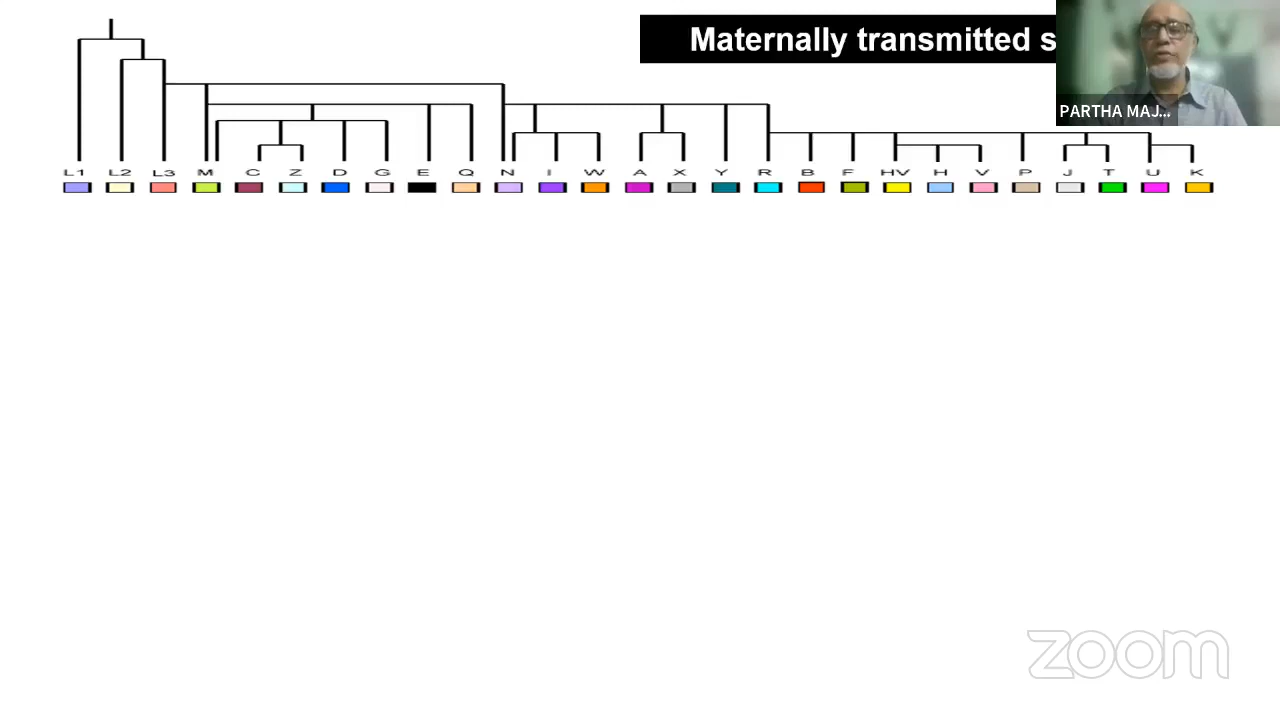 Maternally transmitted s
PARTHA MAJ...
L1 L2 L3 M C Z D G E Q N I W A X Y R B F HV H V P J T U K
zoom